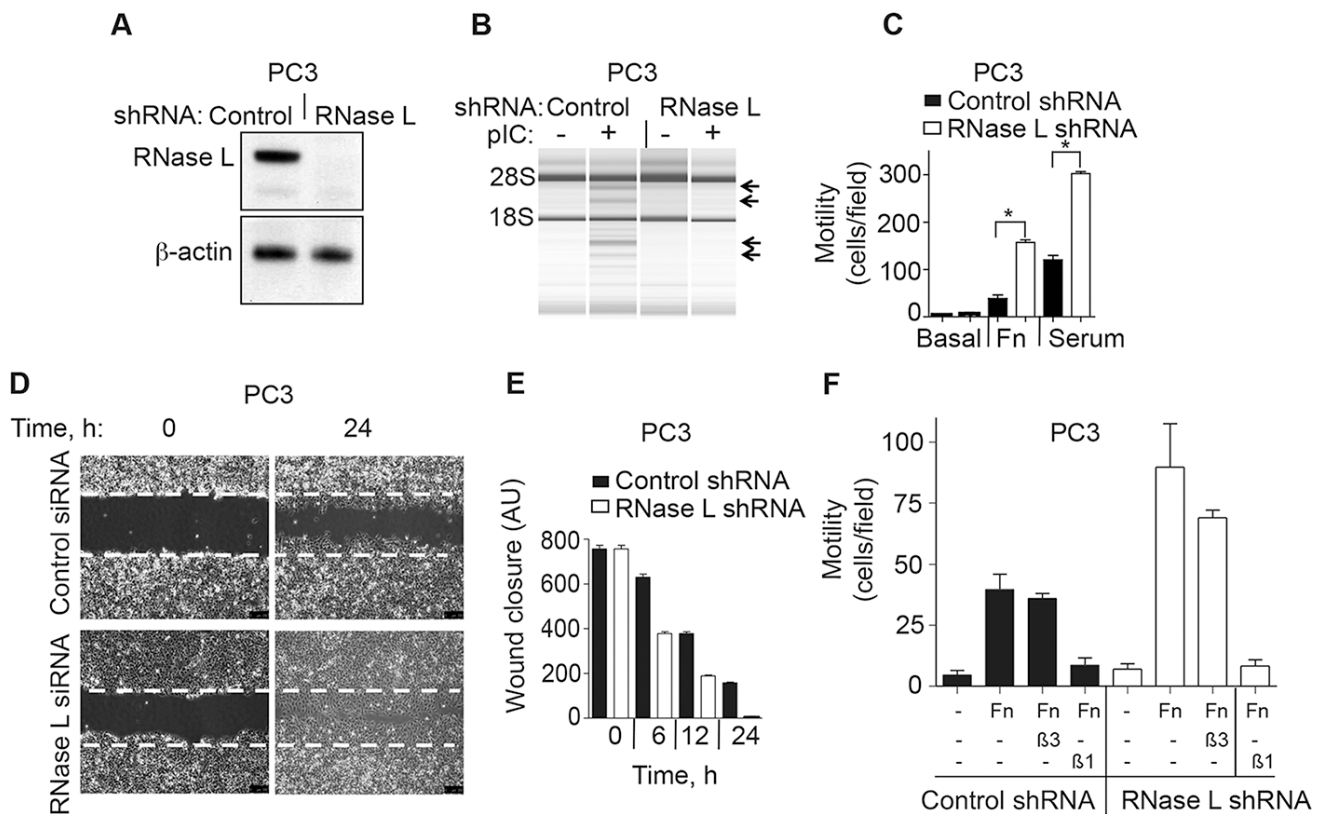 A
PC3
shRNA: Control | RNase L
RNase L
β-actin
B
PC3
shRNA: Control RNase L
pIC: - + - +
28S
18S
C
PC3
Control shRNA
RNase L shRNA
Motility
(cells/field)
300
200
100
0
* *
Basal Fn Serum
D
PC3
Time, h: 0 24
Control siRNA
RNase L siRNA
E
PC3
Control shRNA
RNase L shRNA
Wound closure (AU)
800
600
400
200
0
0 6 12 24
Time, h
F
PC3
Motility
(cells/field)
100
75
50
25
0
- Fn Fn Fn - Fn Fn Fn
- - ß3 - - - ß3 -
- - - ß1 - - - ß1
Control shRNA RNase L shRNA